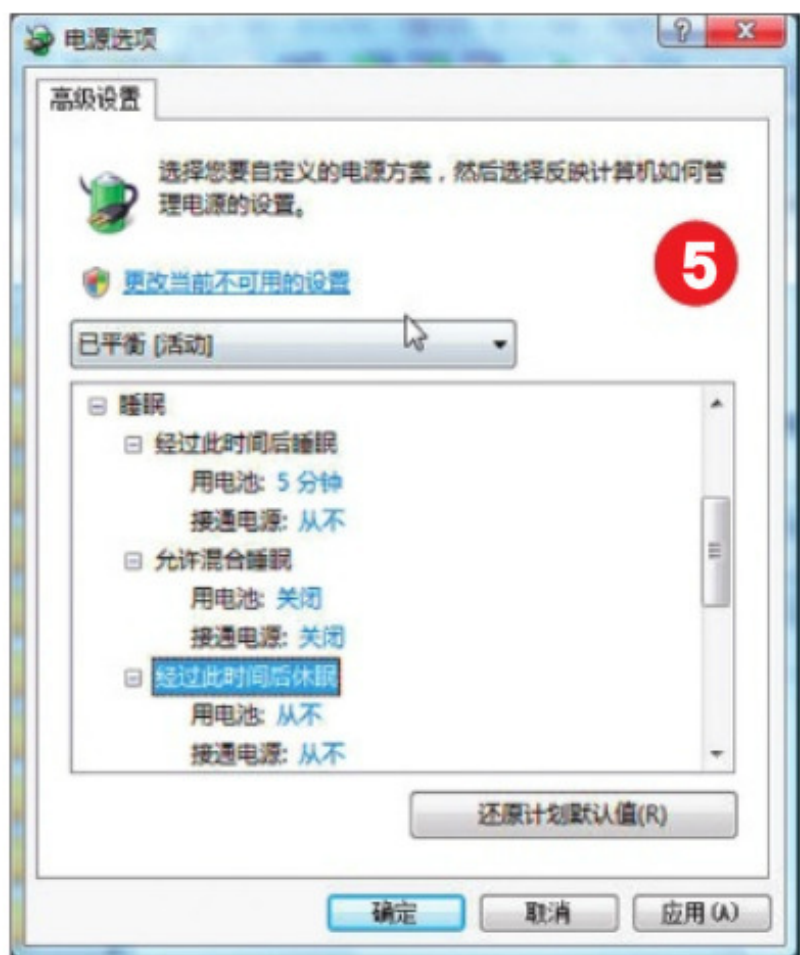 电源选项
高级设置
选择您要自定义的电源方案，然后选择反映计算机如何管
理电源的设置。
5
更改当前不可用的设置
已平衡 [活动]
睡眠
经过此时间后睡眠
用电池: 5 分钟
接通电源: 从不
允许混合睡眠
用电池: 关闭
接通电源: 关闭
经过此时间后休眠
用电池: 从不
接通电源: 从不
还原计划默认值(R)
确定
取消
应用(A)